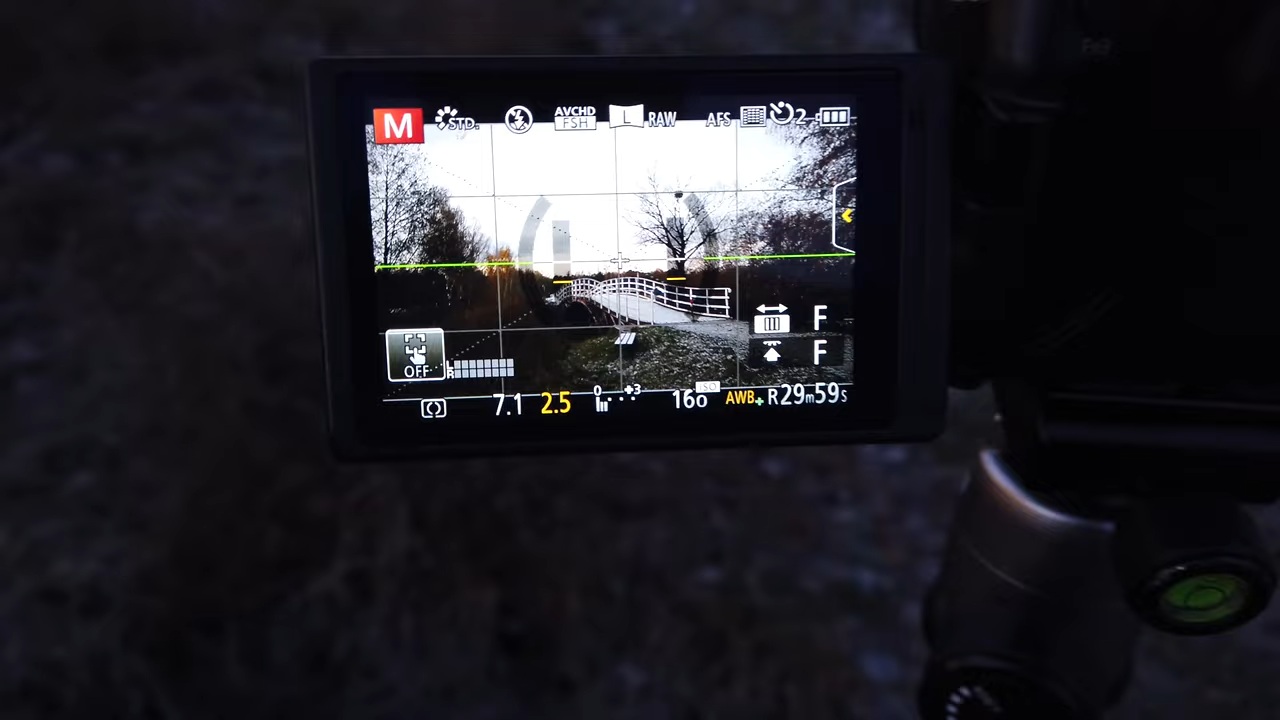 M STD. AVCHD FSH L RAW AFS 2
F
F
OFF
L
R
7.1 2.5 0 +3 160 ISO AWB+ R29m59s